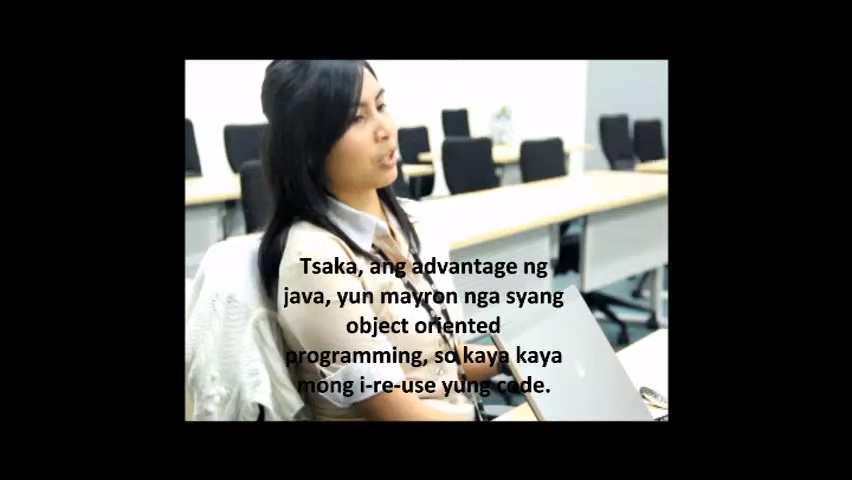 Tsaka, ang advantage ng
java, yun mayron nga syang
object oriented
programming, so kaya kaya
mong i-re-use yung code.